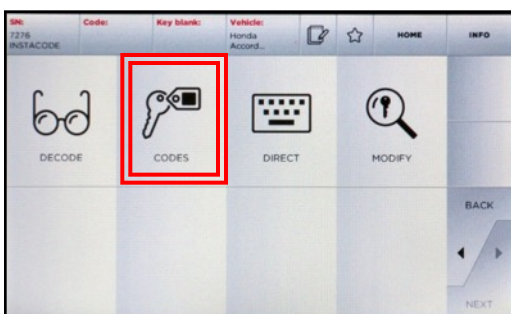 SN:
7276
INSTACODE
Code:
Key blank:
Vehicle:
Honda
Accord...
HOME
INFO
DECODE
CODES
DIRECT
MODIFY
BACK
NEXT